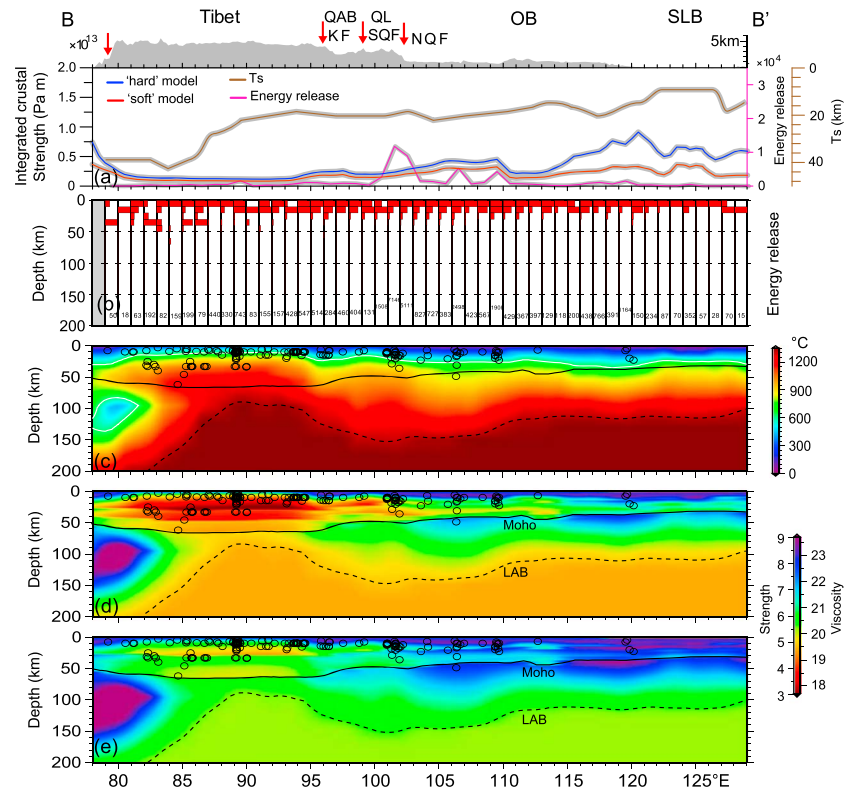 B Tibet QAB QL OB SLB B’
KF SQF NQF
×10¹³ 5km ×10⁴
Integrated crustal Strength (Pa m)
2.0
1.5
1.0
0.5
0
‘hard’ model
‘soft’ model
Ts
Energy release
(a)
3
2
1
0
Energy release
0
20
40
Ts (km)
Depth (km)
0
50
100
150
200
(b)
Energy release
Depth (km)
0
50
100
150
200
(c)
°C
1200
900
600
300
0
Depth (km)
0
50
100
150
200
(d)
Moho
LAB
Depth (km)
0
50
100
150
200
(e)
Moho
LAB
Strength
9
8
7
6
5
4
3
23
22
21
20
19
18
Viscosity
80 85 90 95 100 105 110 115 120 125°E